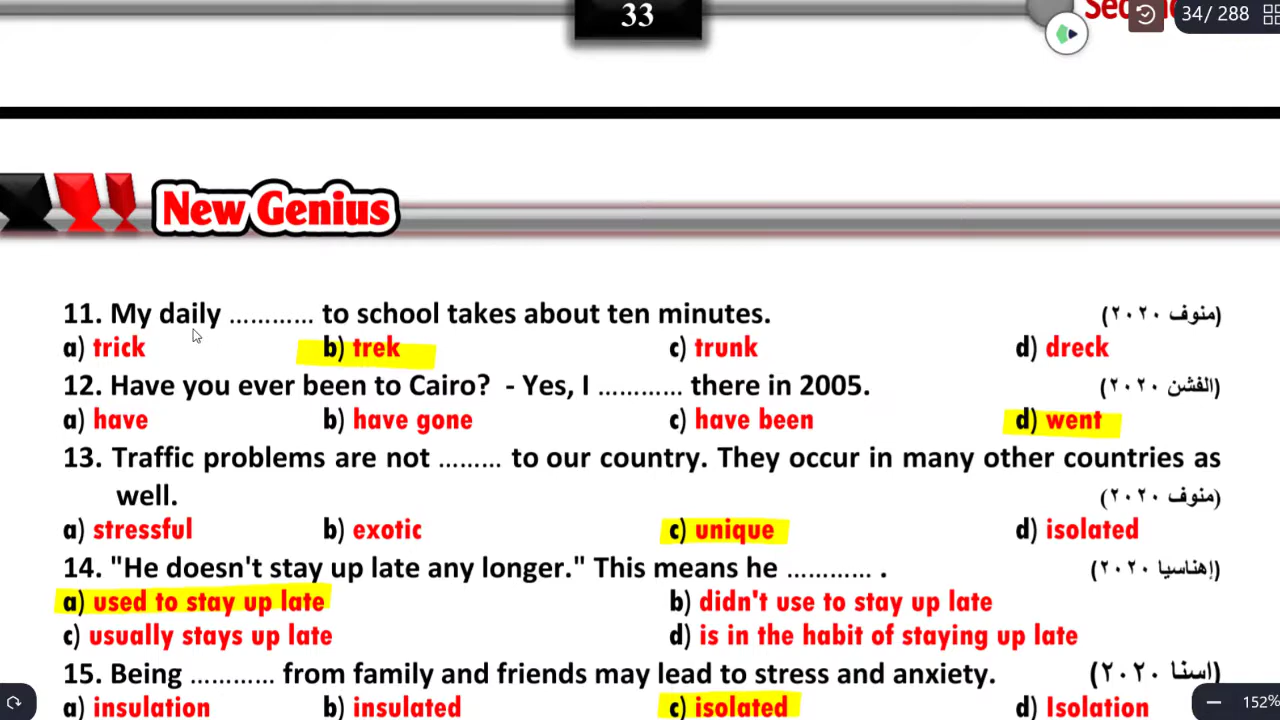 33
34/ 288
New Genius
11. My daily ………… to school takes about ten minutes. (منوف ٢٠٢٠)
a) trick b) trek c) trunk d) dreck
12. Have you ever been to Cairo? - Yes, I ………… there in 2005. (الفشن ٢٠٢٠)
a) have b) have gone c) have been d) went
13. Traffic problems are not ……… to our country. They occur in many other countries as
well. (منوف ٢٠٢٠)
a) stressful b) exotic c) unique d) isolated
14. "He doesn't stay up late any longer." This means he ………… . (إهناسيا ٢٠٢٠)
a) used to stay up late b) didn't use to stay up late
c) usually stays up late d) is in the habit of staying up late
15. Being ………… from family and friends may lead to stress and anxiety. (اسنا ٢٠٢٠)
a) insulation b) insulated c) isolated d) Isolation
152%